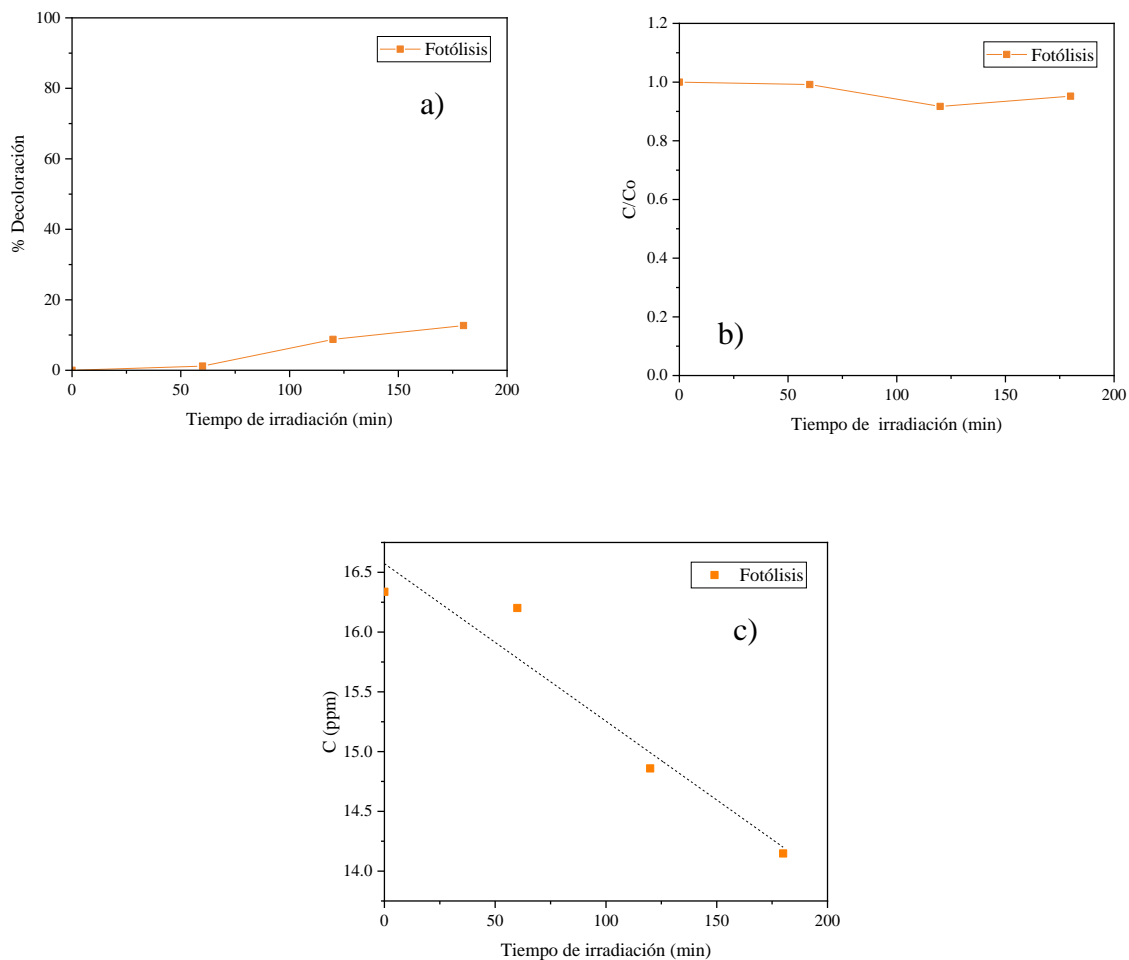 100
80
60
40
20
0
% Decoloración
Fotólisis
a)
0
50
100
150
200
Tiempo de irradiación (min)
1.2
1.0
0.8
0.6
0.4
0.2
0.0
C/Co
Fotólisis
b)
0
50
100
150
200
Tiempo de irradiación (min)
16.5
16.0
15.5
15.0
14.5
14.0
C (ppm)
Fotólisis
c)
0
50
100
150
200
Tiempo de irradiación (min)